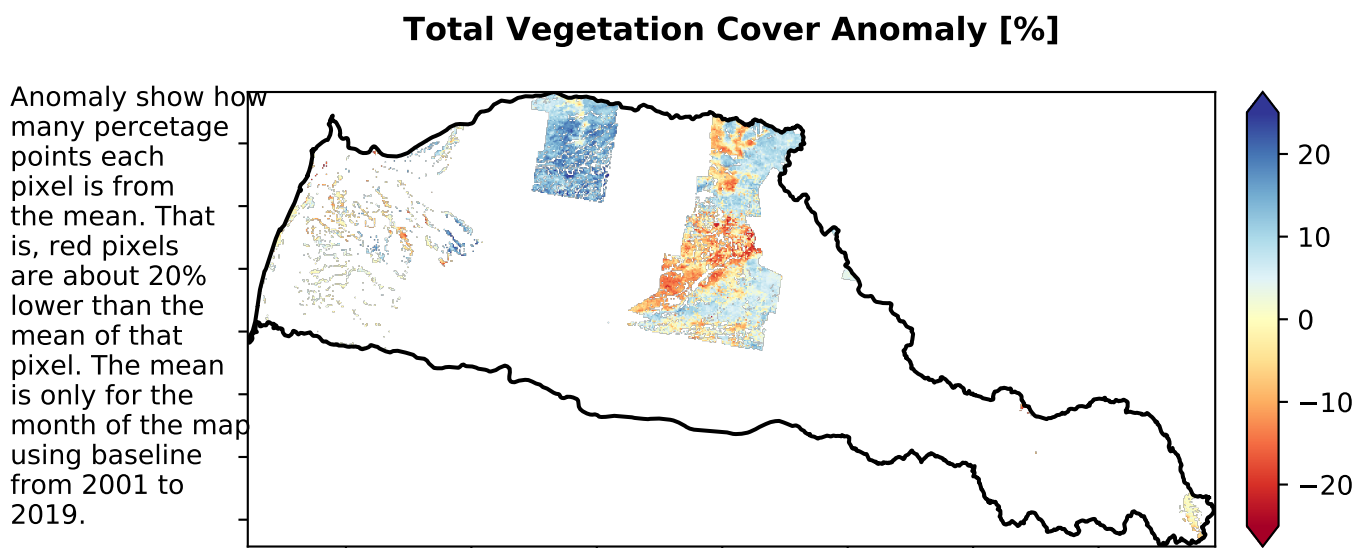 Total Vegetation Cover Anomaly [%]
Anomaly show how
many percetage
points each
pixel is from
the mean. That
is, red pixels
are about 20%
lower than the
mean of that
pixel. The mean
is only for the
month of the map
using baseline
from 2001 to
2019.
20
10
0
−10
−20